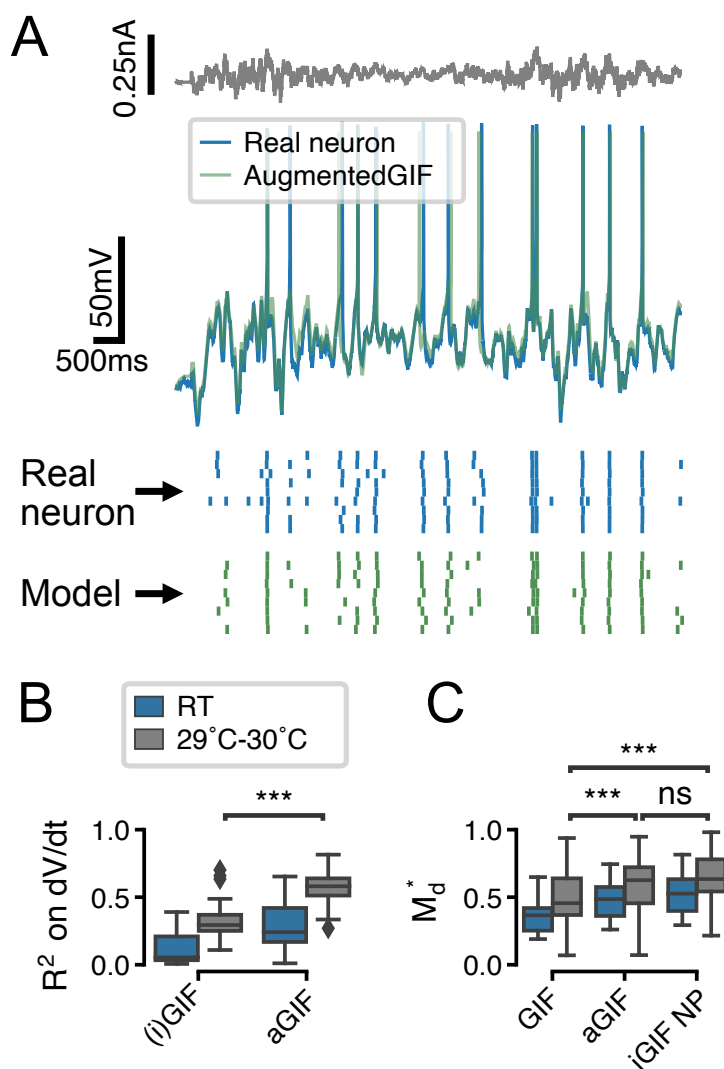 A
0.25nA
Real neuron
AugmentedGIF
50mV
500ms
Real
neuron
Model
B
RT
29°C-30°C
***
R² on dV/dt
1.0
0.5
0.0
(i)GIF
aGIF
C
***
***
ns
M*d
1.0
0.5
0.0
GIF
aGIF
iGIF NP